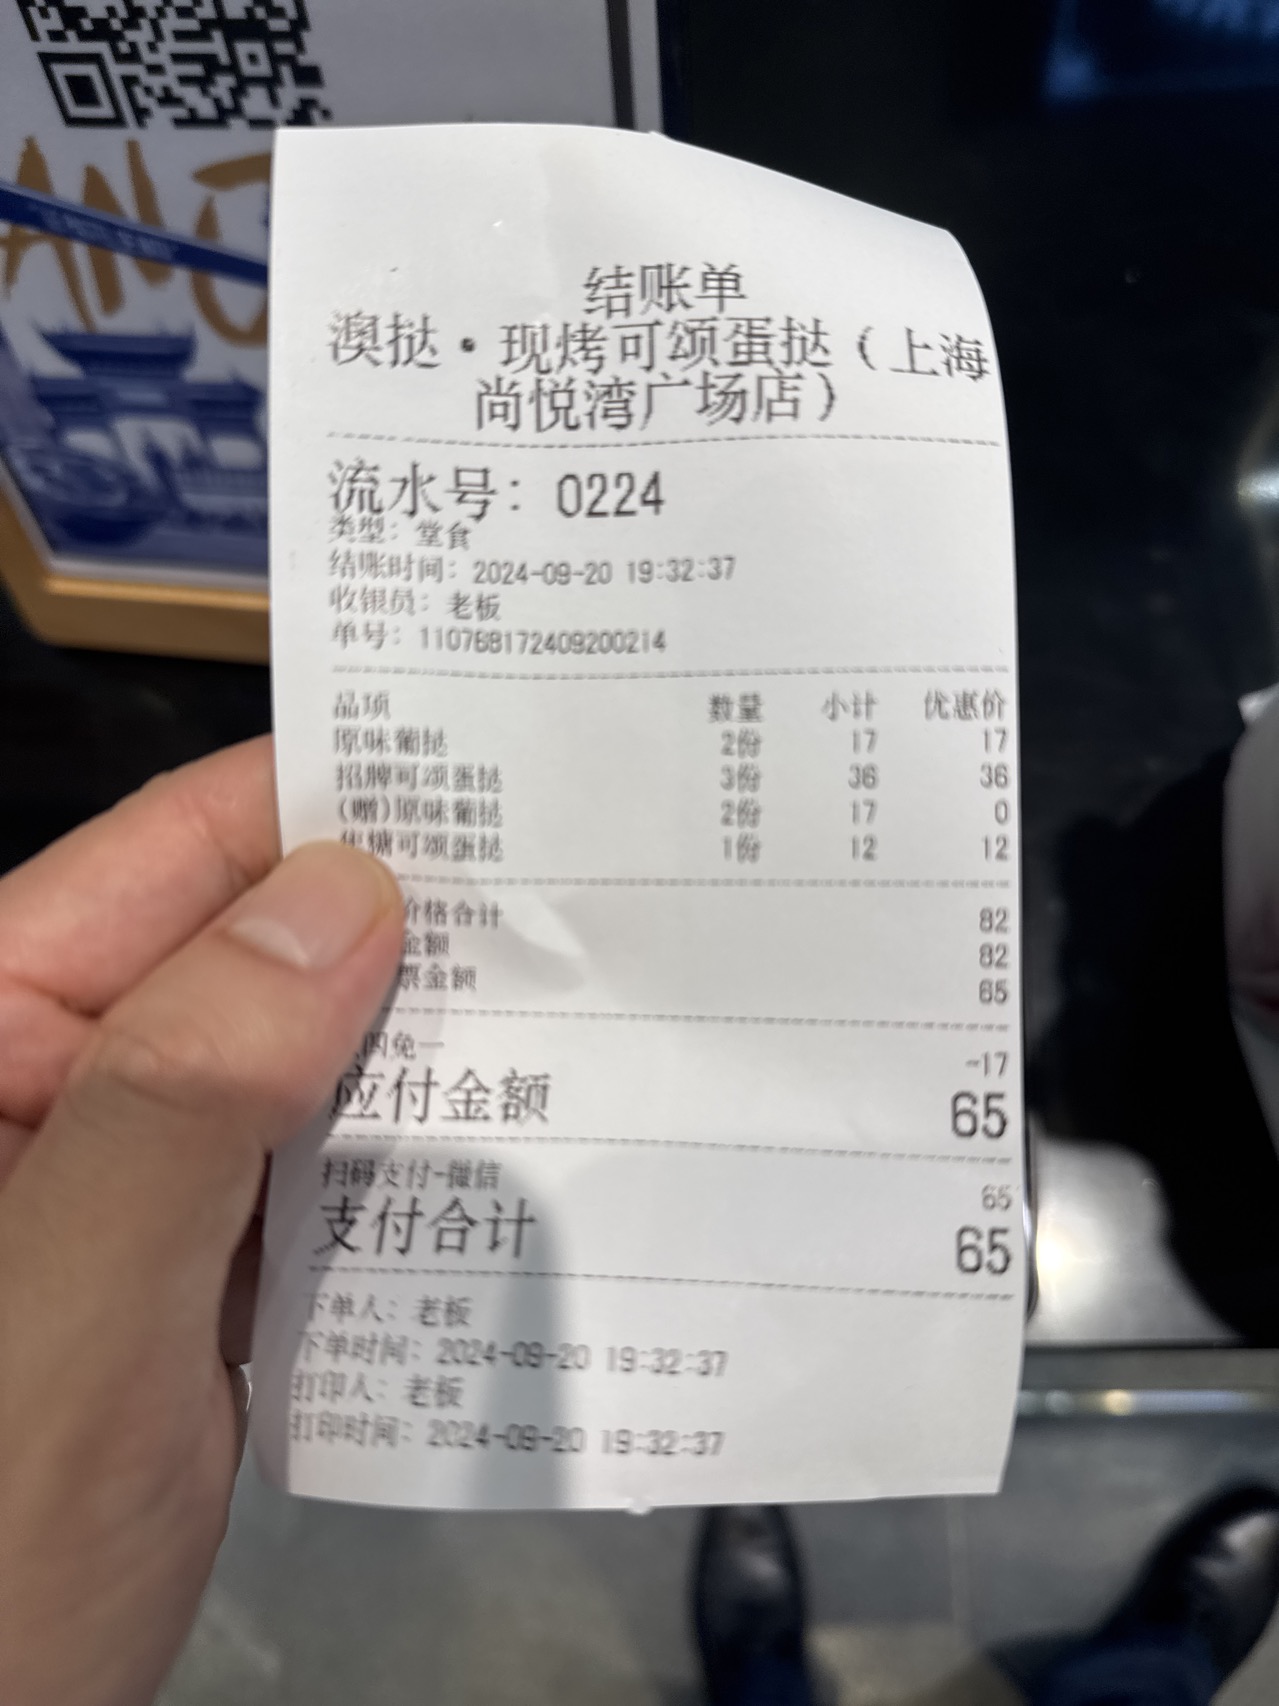 结账单
澳挞·现烤可颂蛋挞（上海
尚悦湾广场店）
流水号：0224
类型：堂食
结账时间：2024-09-20 19:32:37
收银员：老板
单号：110768172409200214
品项 数量 小计 优惠价
原味葡挞 2份 17 17
招牌可颂蛋挞 3份 36 36
(赠)原味葡挞 2份 17 0
焦糖可颂蛋挞 1份 12 12
价格合计 82
金额 82
票金额 65
四免一 -17
应付金额 65
扫码支付-微信 65
支付合计 65
下单人：老板
下单时间：2024-09-20 19:32:37
打印人：老板
打印时间：2024-09-20 19:32:37